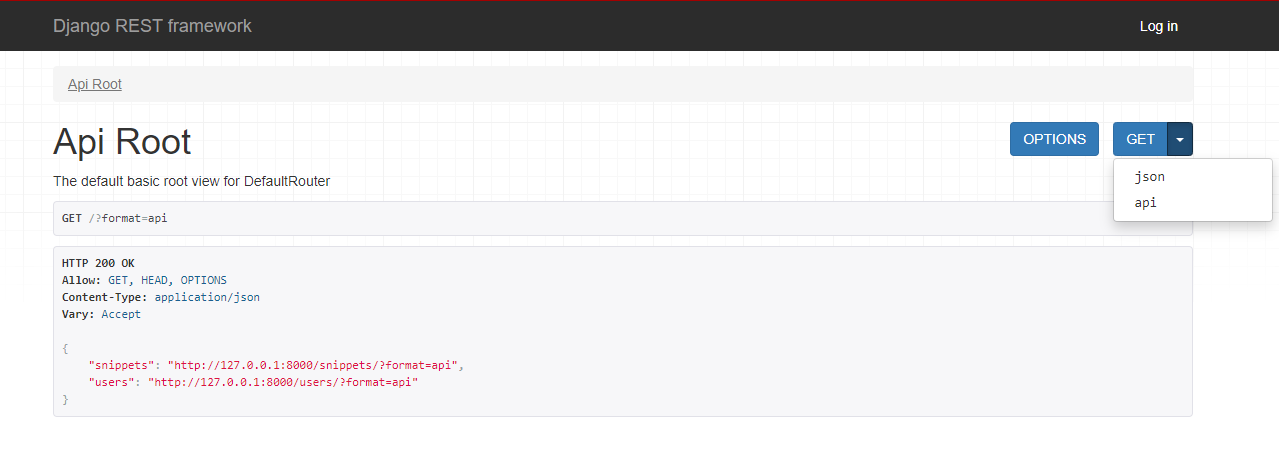 Django REST framework
Log in
Api Root
Api Root
OPTIONS
GET
The default basic root view for DefaultRouter
json
api
GET /?format=api
HTTP 200 OK
Allow: GET, HEAD, OPTIONS
Content-Type: application/json
Vary: Accept
{
    "snippets": "http://127.0.0.1:8000/snippets/?format=api",
    "users": "http://127.0.0.1:8000/users/?format=api"
}